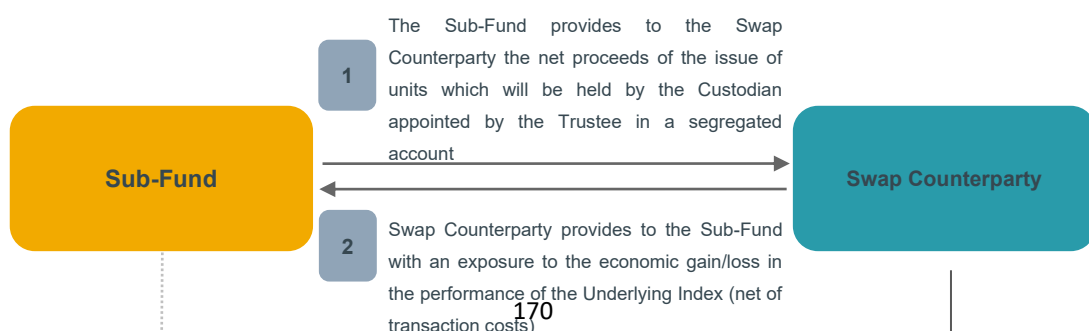 The Sub-Fund provides to the Swap
Counterparty the net proceeds of the issue of
units which will be held by the Custodian
appointed by the Trustee in a segregated
account
1
Sub-Fund
Swap Counterparty
2
Swap Counterparty provides to the Sub-Fund
with an exposure to the economic gain/loss in
the performance of the Underlying Index (net of
transaction costs)
170